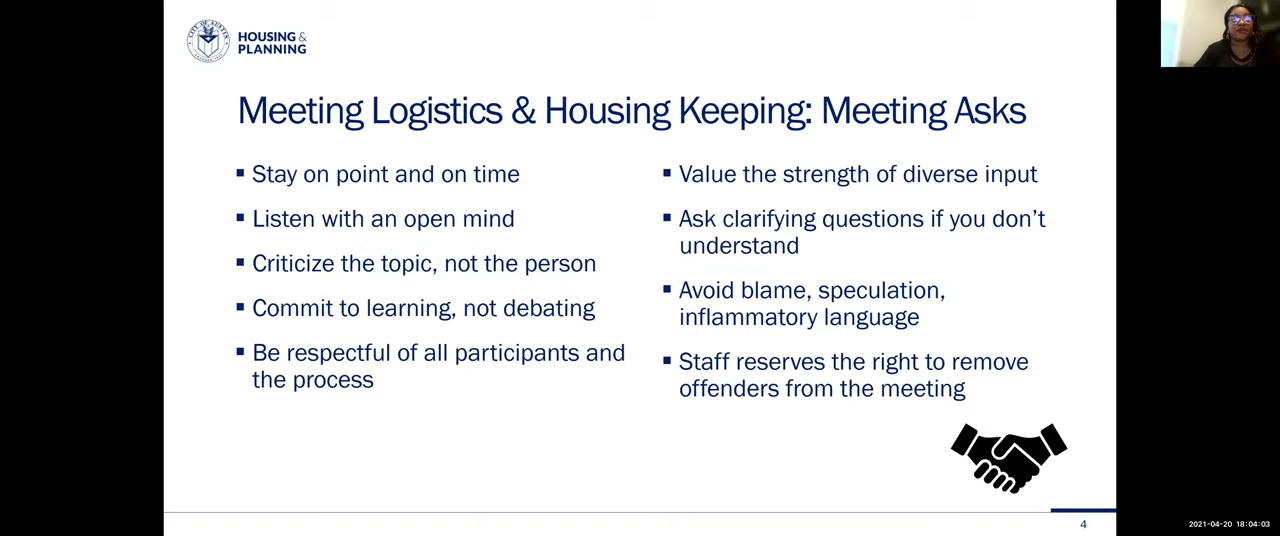 CITY OF AUSTIN
HOUSING &
PLANNING
Meeting Logistics & Housing Keeping: Meeting Asks
▪ Stay on point and on time
▪ Listen with an open mind
▪ Criticize the topic, not the person
▪ Commit to learning, not debating
▪ Be respectful of all participants and
the process
▪ Value the strength of diverse input
▪ Ask clarifying questions if you don’t
understand
▪ Avoid blame, speculation,
inflammatory language
▪ Staff reserves the right to remove
offenders from the meeting
4
2021-04-20 18:04:03